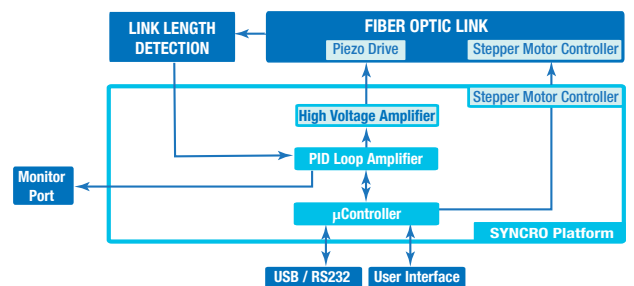 LINK LENGTH
DETECTION
FIBER OPTIC LINK
Piezo Drive
Stepper Motor Controller
Stepper Motor Controller
High Voltage Amplifier
PID Loop Amplifier
Monitor
Port
µController
SYNCRO Platform
USB / RS232
User Interface